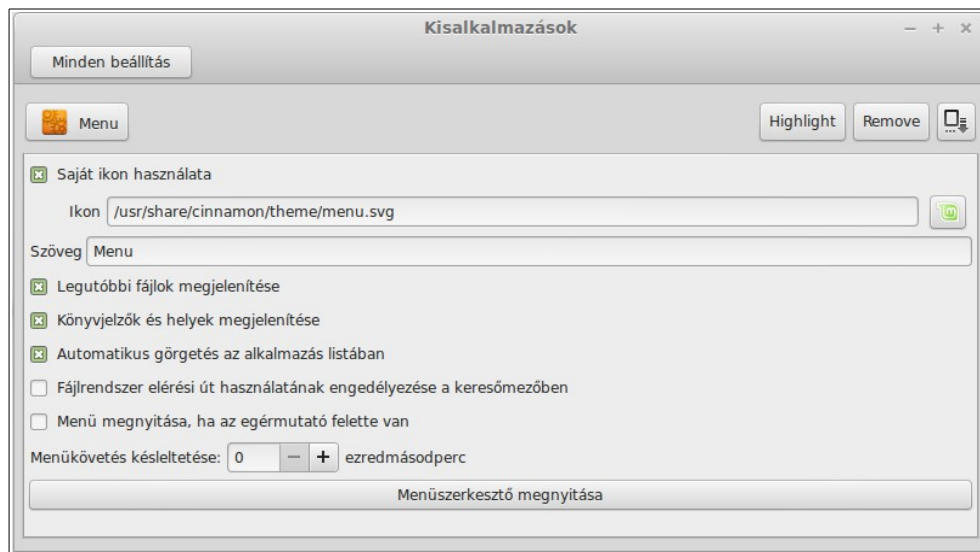 Kisalkalmazások
Minden beállítás
Menu Highlight Remove
Saját ikon használata
Ikon /usr/share/cinnamon/theme/menu.svg
Szöveg Menu
Legutóbbi fájlok megjelenítése
Könyvjelzők és helyek megjelenítése
Automatikus görgetés az alkalmazás listában
Fájlrendszer elérési út használatának engedélyezése a keresőmezőben
Menü megnyitása, ha az egérmutató felette van
Menükövetés késleltetése: 0 − + ezredmásodperc
Menüszerkesztő megnyitása